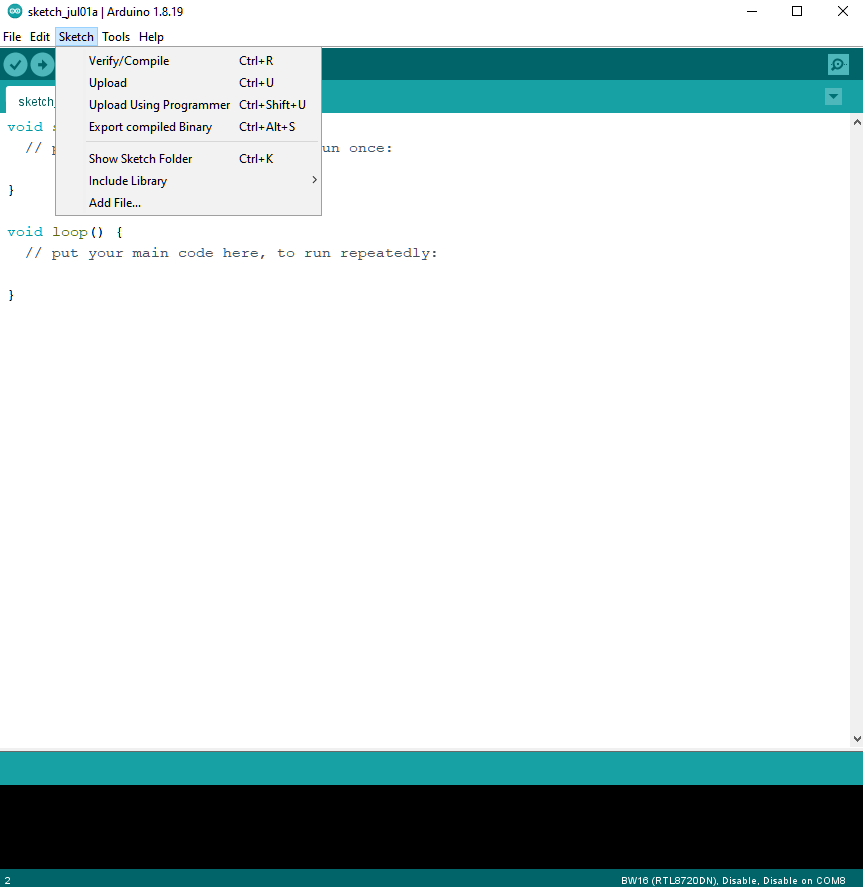 sketch_jul01a | Arduino 1.8.19
File Edit Sketch Tools Help
Verify/Compile Ctrl+R
Upload Ctrl+U
Upload Using Programmer Ctrl+Shift+U
Export compiled Binary Ctrl+Alt+S
Show Sketch Folder Ctrl+K
Include Library
Add File...
sketch_
void
// un once:
}
void loop() {
// put your main code here, to run repeatedly:
}
2
BW16 (RTL8720DN), Disable, Disable on COM8